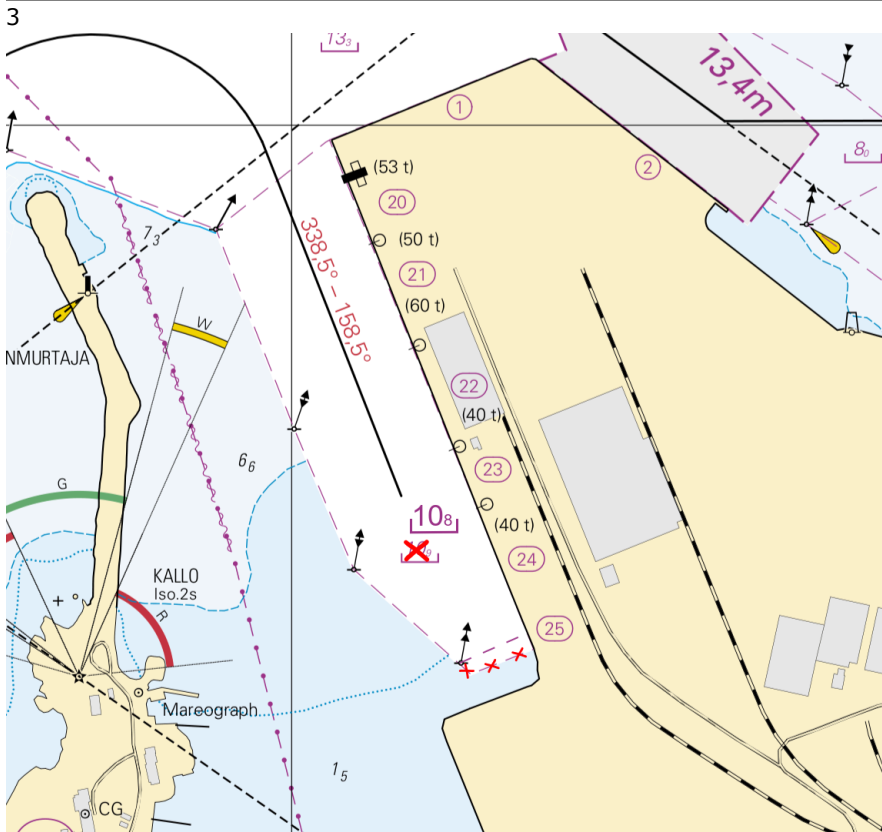 3
13₃
13,4m
1
8₀
2
(53 t)
20
7₃
(50 t)
21
338,5° – 158,5°
(60 t)
W
NMURTAJA
22
(40 t)
6₆
23
G
10₈
(40 t)
24
KALLO
Iso.2s
R
25
Mareograph
1₅
CG